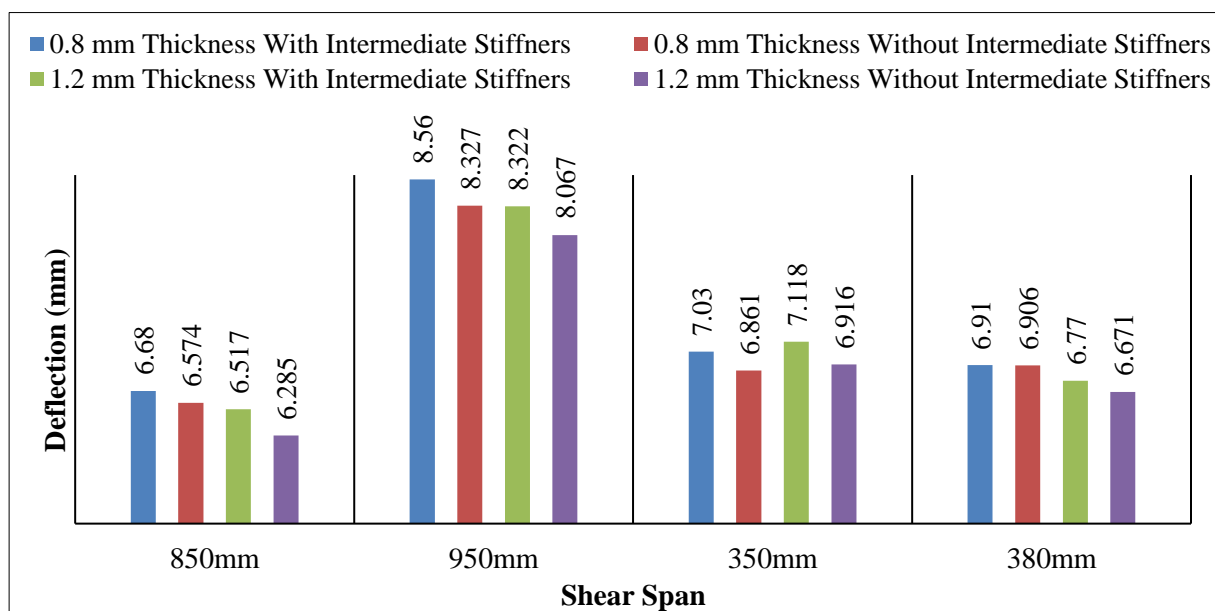 0.8 mm Thickness With Intermediate Stiffners
0.8 mm Thickness Without Intermediate Stiffners
1.2 mm Thickness With Intermediate Stiffners
1.2 mm Thickness Without Intermediate Stiffners
Deflection (mm)
6.68
6.574
6.517
6.285
8.56
8.327
8.322
8.067
7.03
6.861
7.118
6.916
6.91
6.906
6.77
6.671
850mm
950mm
350mm
380mm
Shear Span